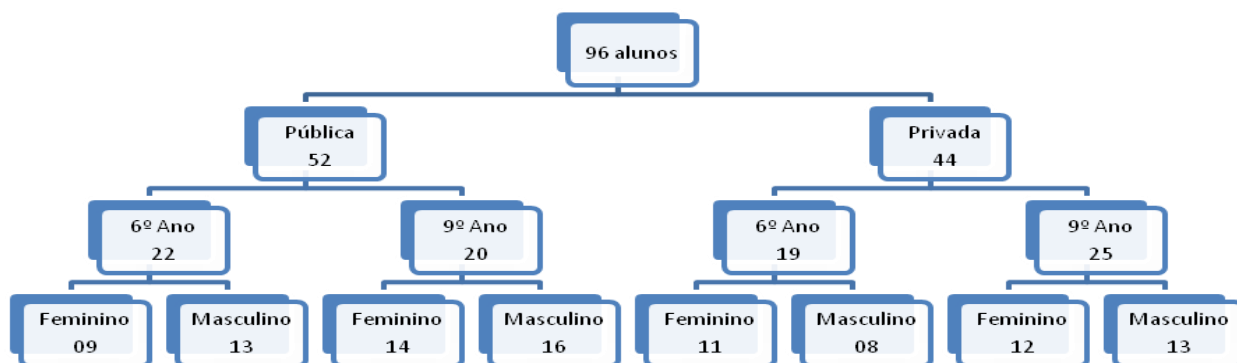 96 alunos
Pública
52
Privada
44
6º Ano
22
9º Ano
20
6º Ano
19
9º Ano
25
Feminino
09
Masculino
13
Feminino
14
Masculino
16
Feminino
11
Masculino
08
Feminino
12
Masculino
13